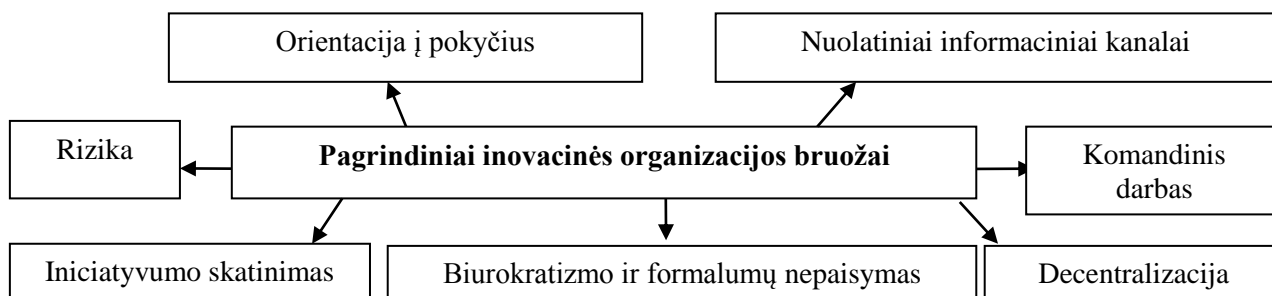 Orientacija į pokyčius
Nuolatiniai informaciniai kanalai
Rizika
Pagrindiniai inovacinės organizacijos bruožai
Komandinis
darbas
Iniciatyvumo skatinimas
Biurokratizmo ir formalumų nepaisymas
Decentralizacija